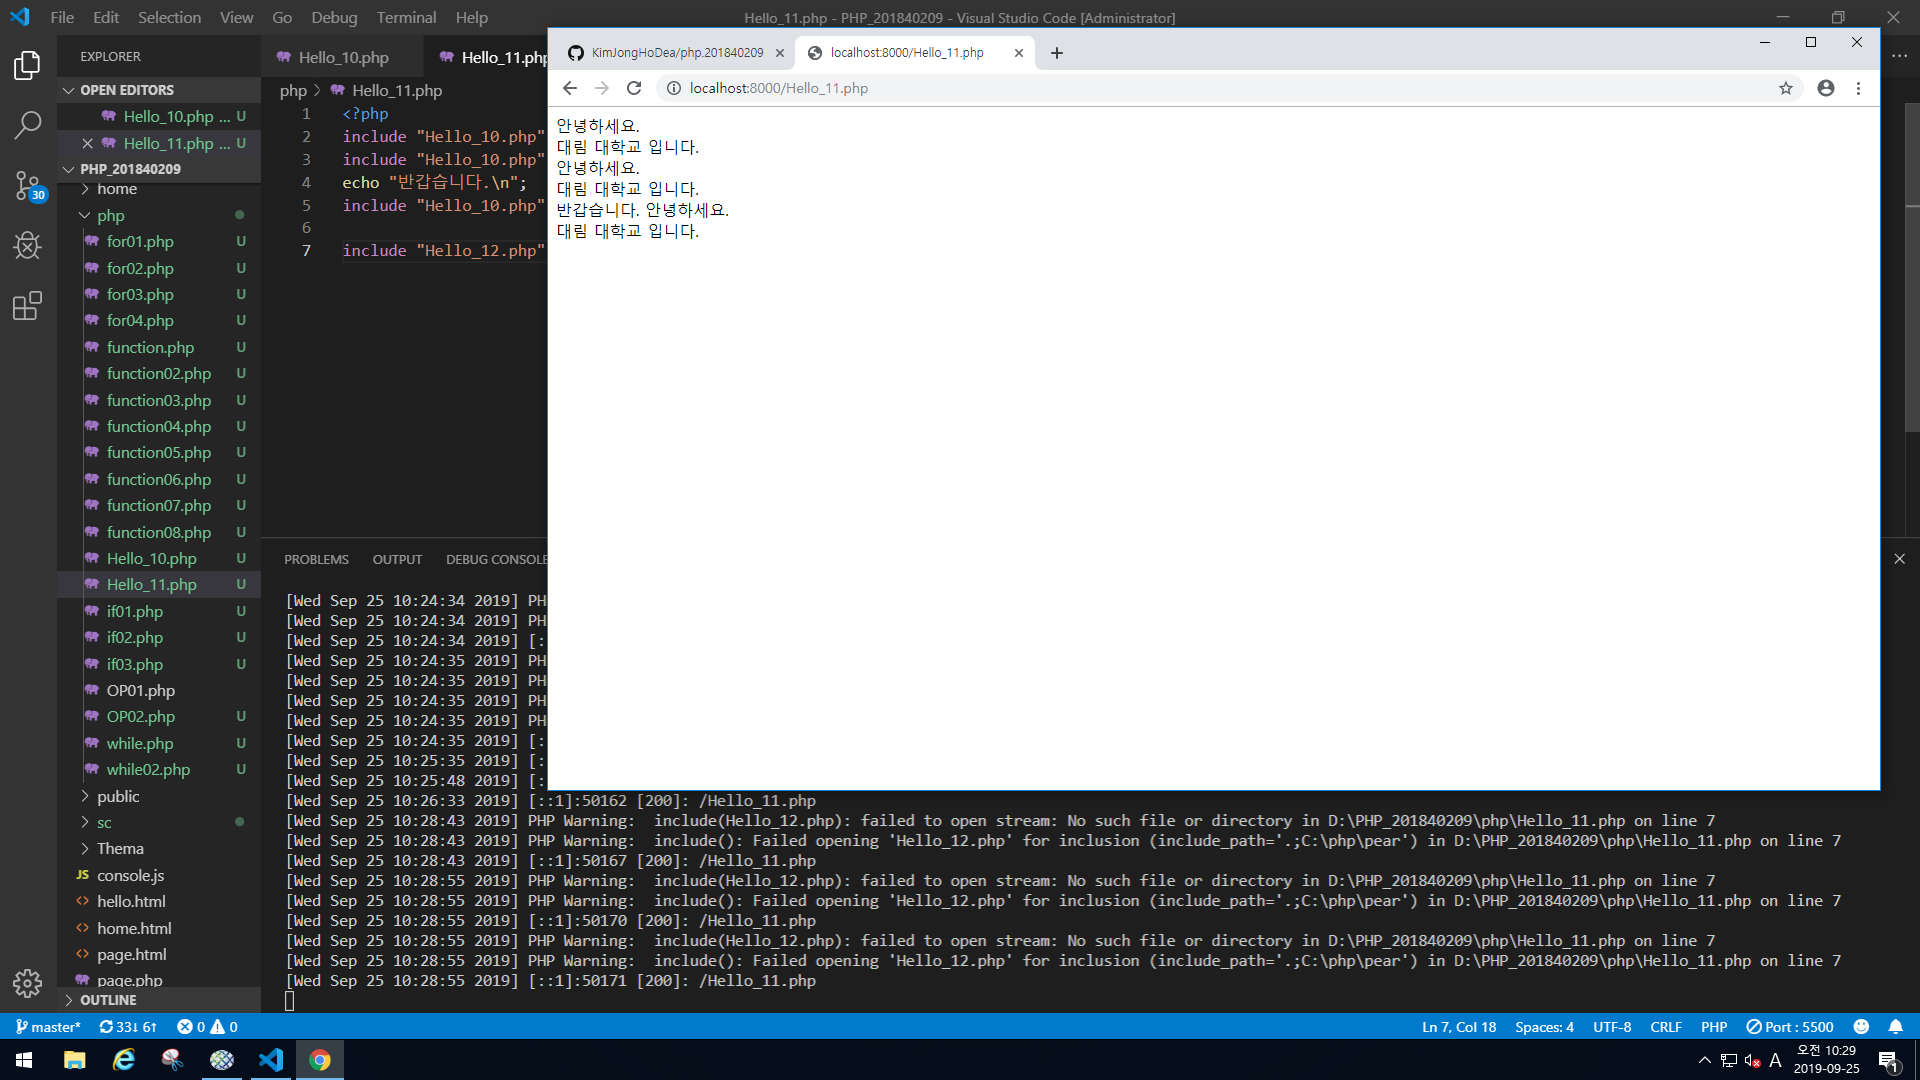 File Edit Selection View Go Debug Terminal Help
Hello_11.php - PHP_201840209 - Visual Studio Code [Administrator]
EXPLORER
OPEN EDITORS
Hello_10.php ... U
Hello_11.php ... U
PHP_201840209
home
php
for01.php U
for02.php U
for03.php U
for04.php U
function.php U
function02.php U
function03.php U
function04.php U
function05.php U
function06.php U
function07.php U
function08.php U
Hello_10.php U
Hello_11.php U
if01.php U
if02.php U
if03.php U
OP01.php
OP02.php U
while.php U
while02.php U
public
sc
Thema
JS console.js
hello.html
home.html
page.html
page.php
OUTLINE
30
Hello_10.php
Hello_11.php
php > Hello_11.php
1 <?php
2 include "Hello_10.php"
3 include "Hello_10.php"
4 echo "반갑습니다.\n";
5 include "Hello_10.php"
6
7 include "Hello_12.php"
KimJongHoDea/php.201840209
localhost:8000/Hello_11.php
localhost:8000/Hello_11.php
안녕하세요.
대림 대학교 입니다.
안녕하세요.
대림 대학교 입니다.
반갑습니다. 안녕하세요.
대림 대학교 입니다.
PROBLEMS OUTPUT DEBUG CONSOLE
[Wed Sep 25 10:24:34 2019] PH
[Wed Sep 25 10:24:34 2019] PH
[Wed Sep 25 10:24:34 2019] [:
[Wed Sep 25 10:24:35 2019] PH
[Wed Sep 25 10:24:35 2019] PH
[Wed Sep 25 10:24:35 2019] PH
[Wed Sep 25 10:24:35 2019] PH
[Wed Sep 25 10:24:35 2019] [:
[Wed Sep 25 10:25:35 2019] [:
[Wed Sep 25 10:25:48 2019] [:
[Wed Sep 25 10:26:33 2019] [::1]:50162 [200]: /Hello_11.php
[Wed Sep 25 10:28:43 2019] PHP Warning:  include(Hello_12.php): failed to open stream: No such file or directory in D:\PHP_201840209\php\Hello_11.php on line 7
[Wed Sep 25 10:28:43 2019] PHP Warning:  include(): Failed opening 'Hello_12.php' for inclusion (include_path='.;C:\php\pear') in D:\PHP_201840209\php\Hello_11.php on line 7
[Wed Sep 25 10:28:43 2019] [::1]:50167 [200]: /Hello_11.php
[Wed Sep 25 10:28:55 2019] PHP Warning:  include(Hello_12.php): failed to open stream: No such file or directory in D:\PHP_201840209\php\Hello_11.php on line 7
[Wed Sep 25 10:28:55 2019] PHP Warning:  include(): Failed opening 'Hello_12.php' for inclusion (include_path='.;C:\php\pear') in D:\PHP_201840209\php\Hello_11.php on line 7
[Wed Sep 25 10:28:55 2019] [::1]:50170 [200]: /Hello_11.php
[Wed Sep 25 10:28:55 2019] PHP Warning:  include(Hello_12.php): failed to open stream: No such file or directory in D:\PHP_201840209\php\Hello_11.php on line 7
[Wed Sep 25 10:28:55 2019] PHP Warning:  include(): Failed opening 'Hello_12.php' for inclusion (include_path='.;C:\php\pear') in D:\PHP_201840209\php\Hello_11.php on line 7
[Wed Sep 25 10:28:55 2019] [::1]:50171 [200]: /Hello_11.php
master* 33↓ 6↑ 0 0
Ln 7, Col 18 Spaces: 4 UTF-8 CRLF PHP Port : 5500
A
오전 10:29
2019-09-25
1